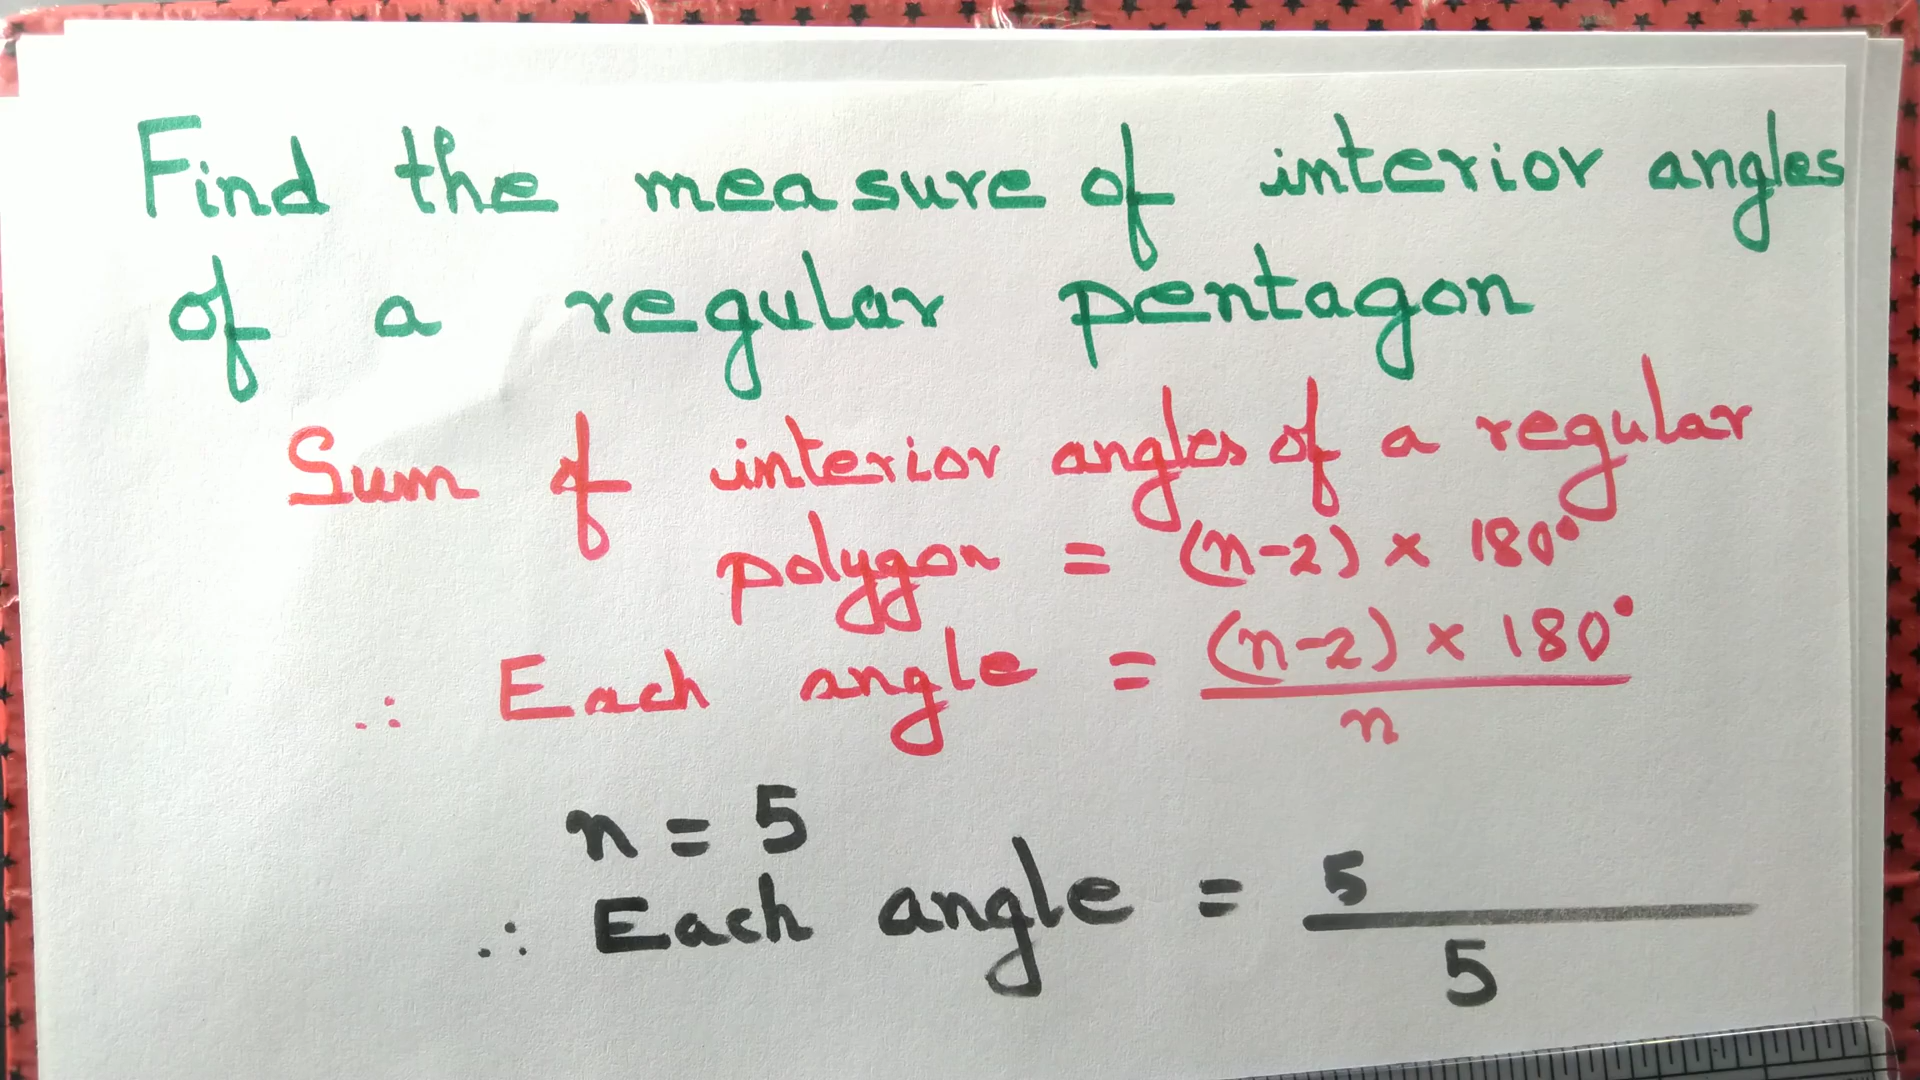 Find the measure of interior angles
of a regular pentagon
Sum of interior angles of a regular
polygon = (n-2) × 180°
∴ Each angle = (n-2) × 180°
n
n = 5
∴ Each angle = 5
5